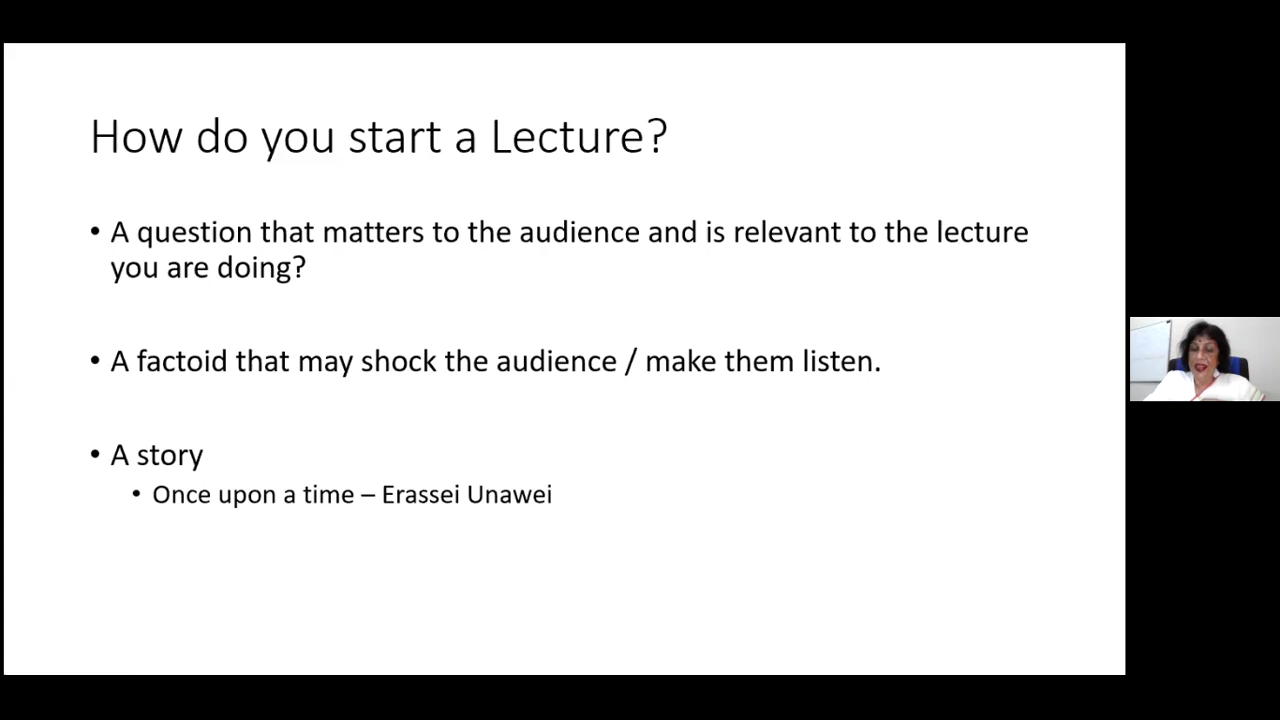 How do you start a Lecture?
• A question that matters to the audience and is relevant to the lecture
you are doing?
• A factoid that may shock the audience / make them listen.
• A story
• Once upon a time – Erassei Unawei